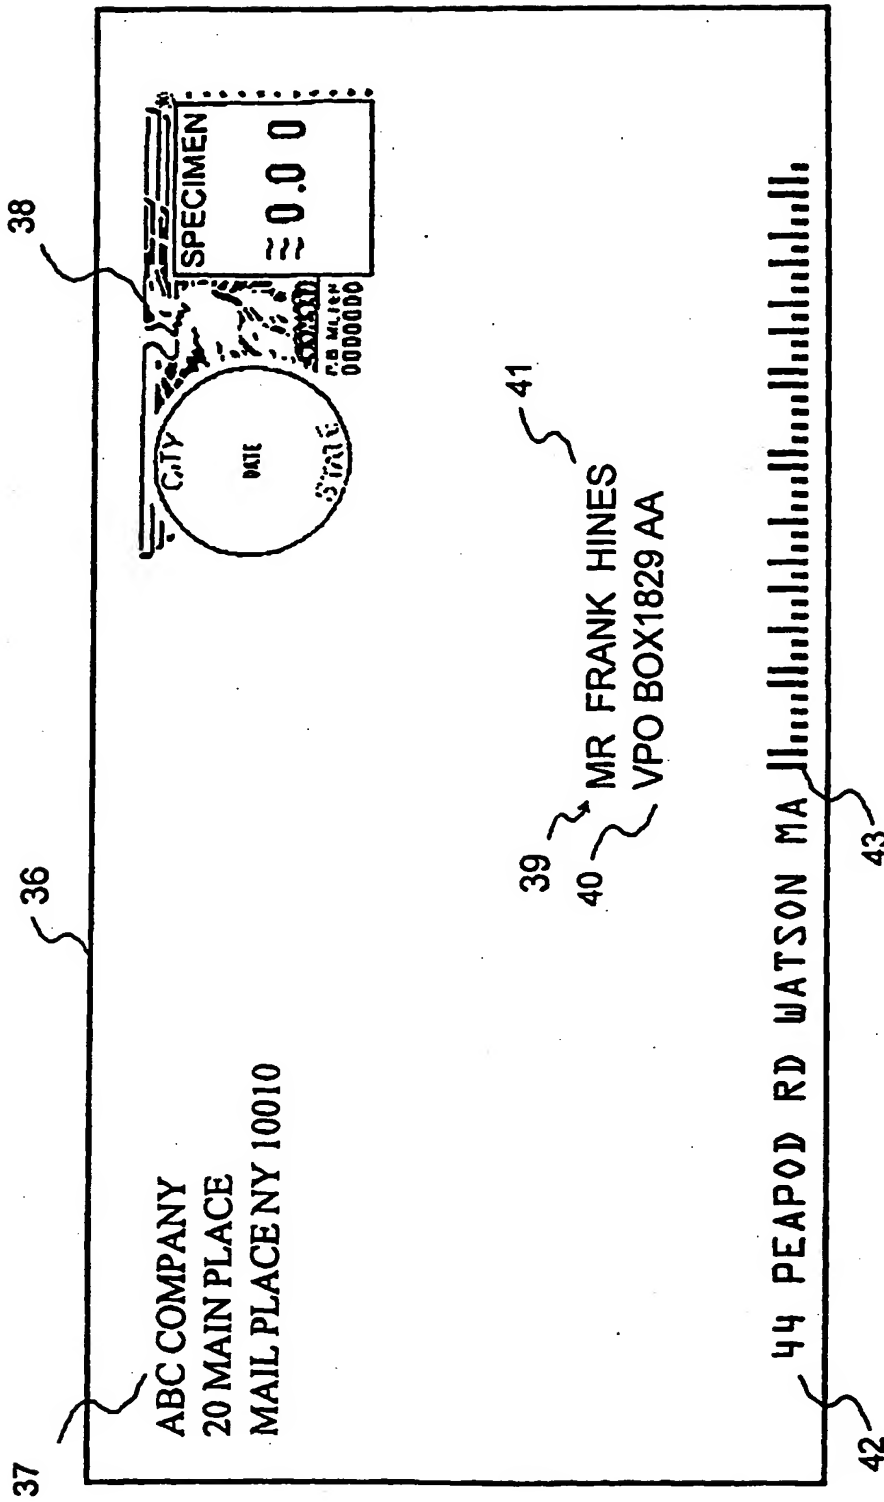 36
37
38
ABC COMPANY
20 MAIN PLACE
MAIL PLACE NY 10010
CITY
DATE
STATE
SPECIMEN
≈0.0 0
0000000
39
MR FRANK HINES
41
40
VPO BOX1829 AA
42
44 PEAPOD RD WATSON MA
43